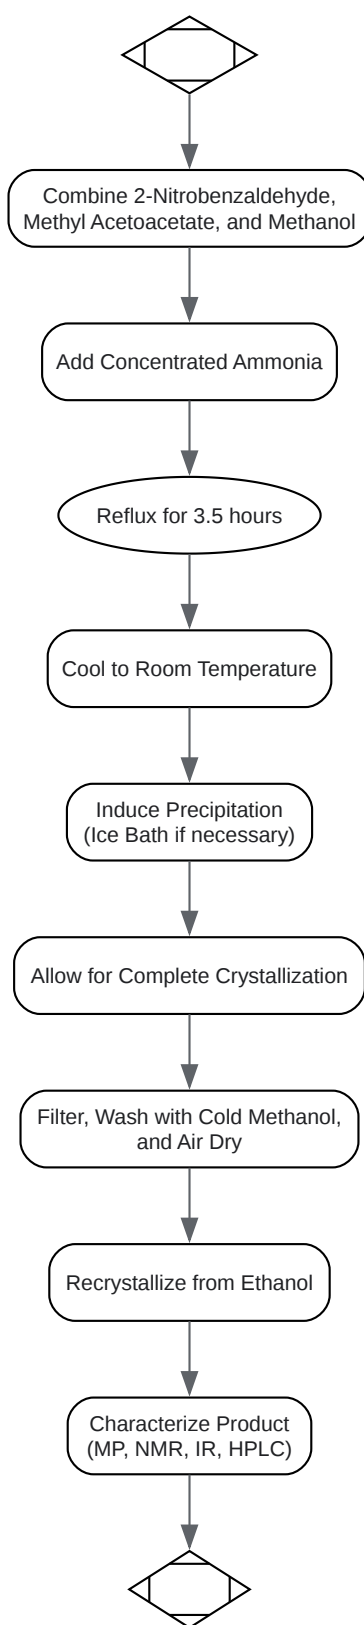 Combine 2-Nitrobenzaldehyde,
Methyl Acetoacetate, and Methanol
Add Concentrated Ammonia
Reflux for 3.5 hours
Cool to Room Temperature
Induce Precipitation
(Ice Bath if necessary)
Allow for Complete Crystallization
Filter, Wash with Cold Methanol,
and Air Dry
Recrystallize from Ethanol
Characterize Product
(MP, NMR, IR, HPLC)